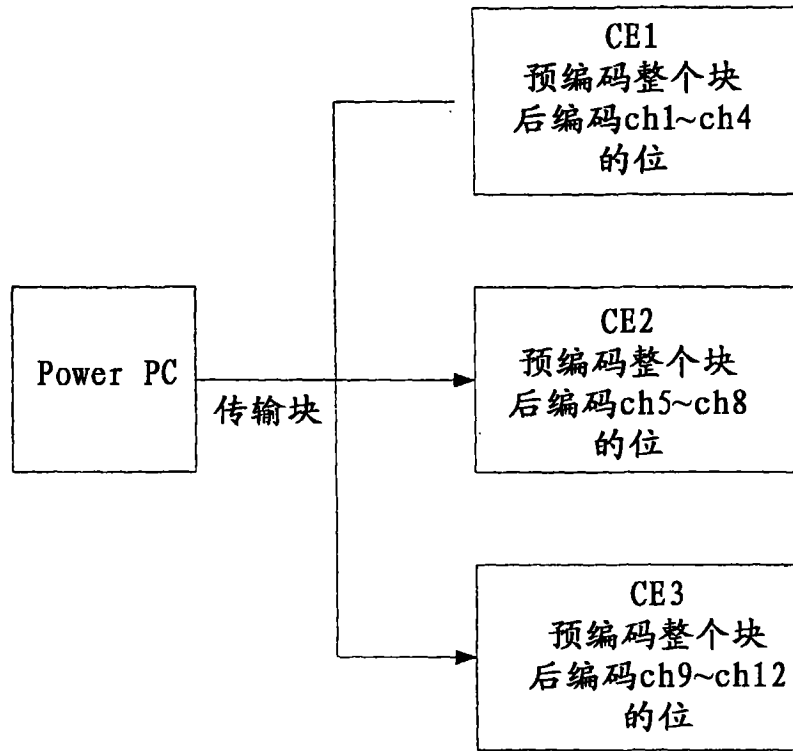 CE1
预编码整个块
后编码ch1~ch4
的位
Power PC
传输块
CE2
预编码整个块
后编码ch5~ch8
的位
CE3
预编码整个块
后编码ch9~ch12
的位